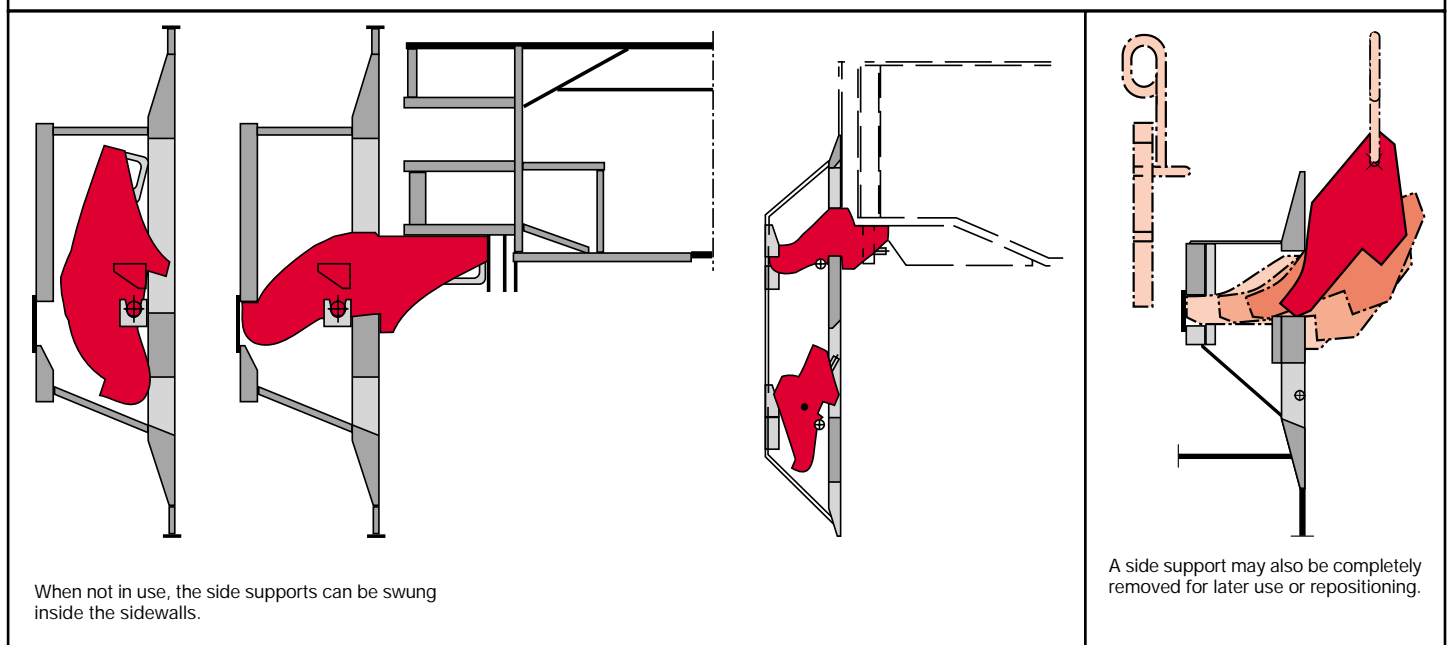 When not in use, the side supports can be swung
inside the sidewalls.
A side support may also be completely
removed for later use or repositioning.